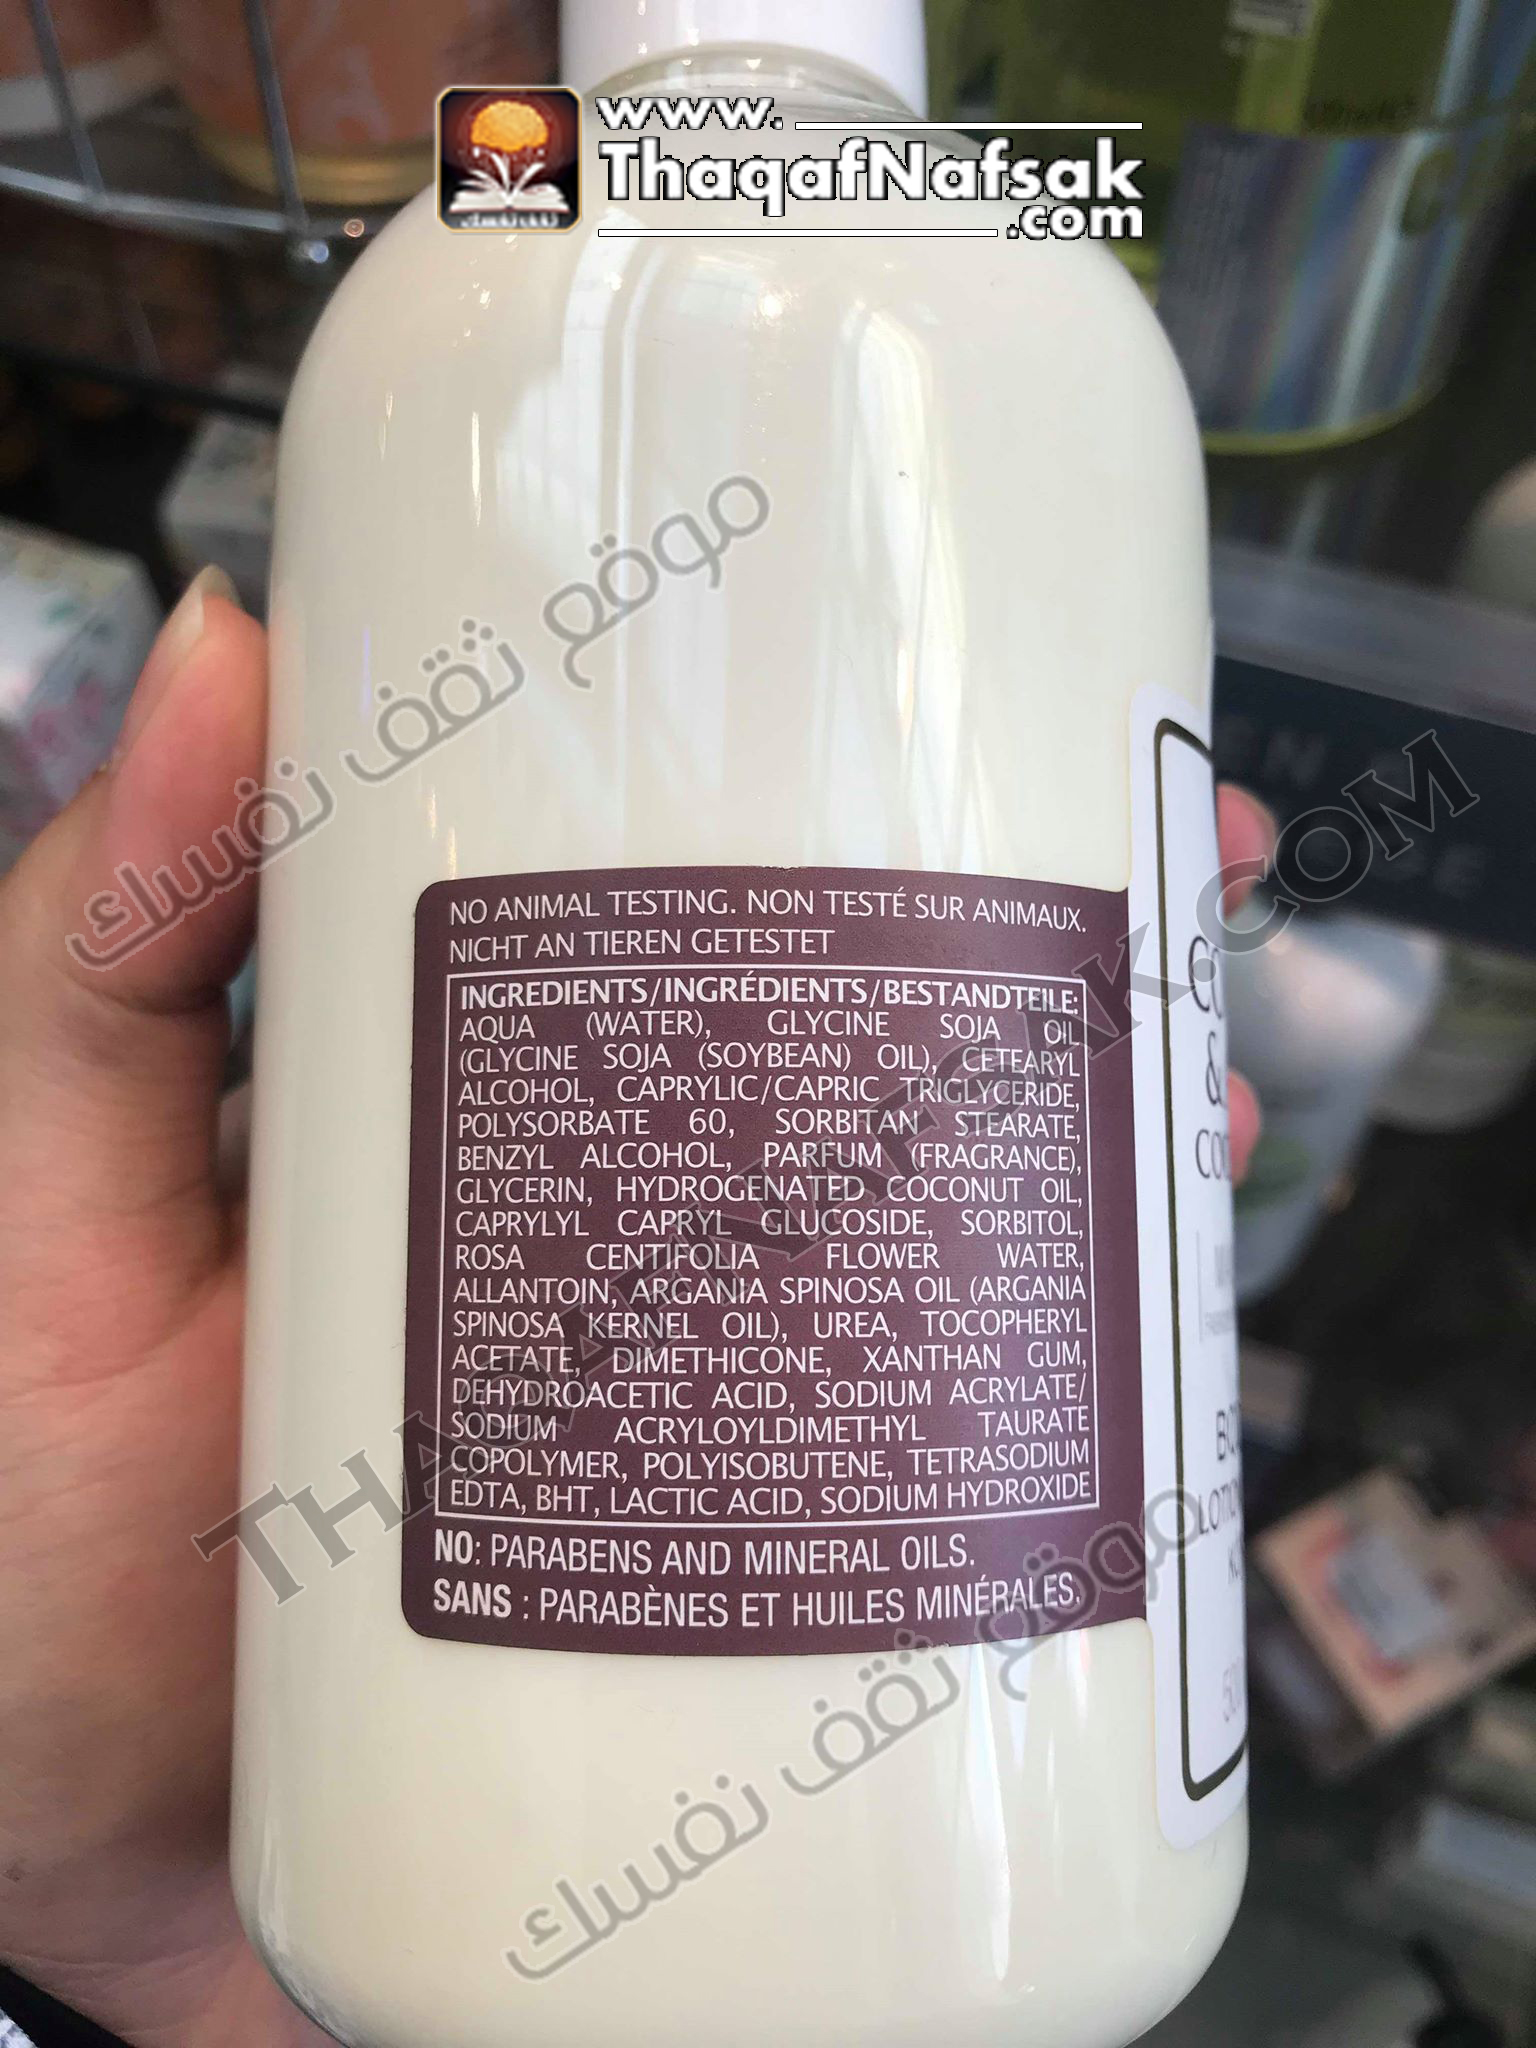 www.
ThaqafNafsak
.com
موقع ثقف نفسك
NO ANIMAL TESTING. NON TESTÉ SUR ANIMAUX.
NICHT AN TIEREN GETESTET
INGREDIENTS/INGRÉDIENTS/BESTANDTEILE:
AQUA (WATER), GLYCINE SOJA OIL
(GLYCINE SOJA (SOYBEAN) OIL), CETEARYL
ALCOHOL, CAPRYLIC/CAPRIC TRIGLYCERIDE,
POLYSORBATE 60, SORBITAN STEARATE,
BENZYL ALCOHOL, PARFUM (FRAGRANCE),
GLYCERIN, HYDROGENATED COCONUT OIL,
CAPRYLYL CAPRYL GLUCOSIDE, SORBITOL,
ROSA CENTIFOLIA FLOWER WATER,
ALLANTOIN, ARGANIA SPINOSA OIL (ARGANIA
SPINOSA KERNEL OIL), UREA, TOCOPHERYL
ACETATE, DIMETHICONE, XANTHAN GUM,
DEHYDROACETIC ACID, SODIUM ACRYLATE/
SODIUM ACRYLOYLDIMETHYL TAURATE
COPOLYMER, POLYISOBUTENE, TETRASODIUM
EDTA, BHT, LACTIC ACID, SODIUM HYDROXIDE
NO: PARABENS AND MINERAL OILS.
SANS : PARABÈNES ET HUILES MINÉRALES.
THAQAFNAFSAK.COM
موقع ثقف نفسك